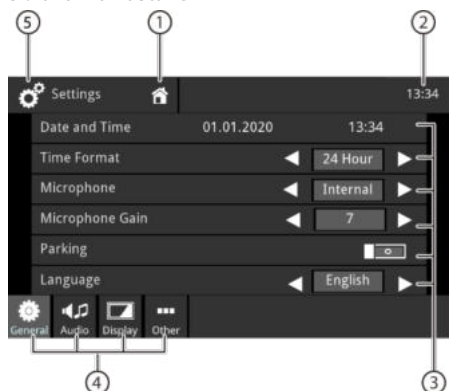 5 1 2
Settings 13:34
Date and Time 01.01.2020 13:34
Time Format 24 Hour
Microphone Internal
Microphone Gain 7
Parking
Language English
General Audio Display Other
4 3